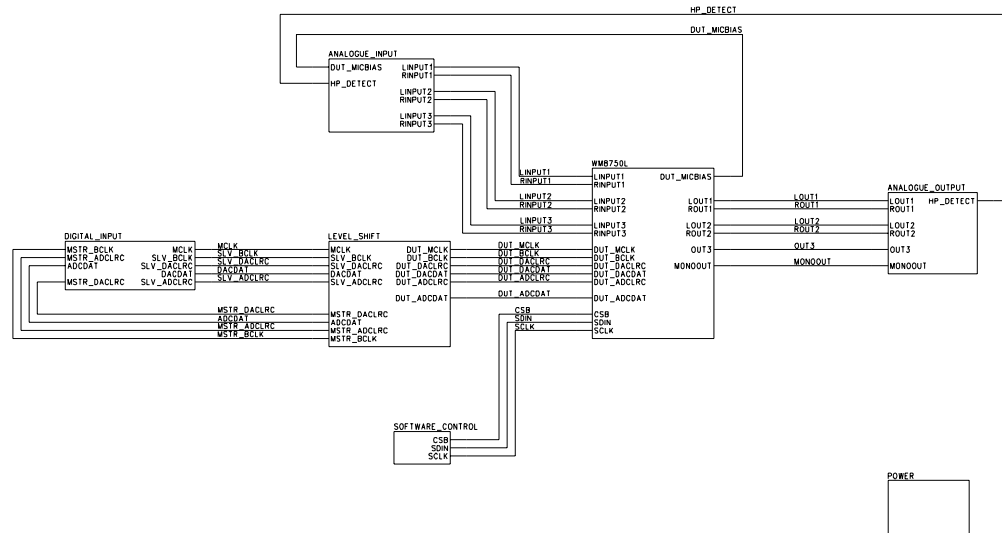 HP_DETECT
DUT_MICBIAS
ANALOGUE_INPUT
DUT_MICBIAS LINPUT1
RINPUT1
HP_DETECT
LINPUT2
RINPUT2
LINPUT3
RINPUT3
WM8750L
LINPUT1 LINPUT1 DUT_MICBIAS
RINPUT1 RINPUT1
ANALOGUE_OUTPUT
LINPUT2 LINPUT2 LOUT1 LOUT1 LOUT1 HP_DETECT
RINPUT2 RINPUT2 ROUT1 ROUT1 ROUT1
LINPUT3 LINPUT3 LOUT2 LOUT2 LOUT2
RINPUT3 RINPUT3 ROUT2 ROUT2 ROUT2
DIGITAL_INPUT LEVEL_SHIFT
MSTR_BCLK MCLK MCLK MCLK DUT_MCLK DUT_MCLK DUT_MCLK OUT3 OUT3 OUT3
MSTR_ADCLRC SLV_BCLK SLV_BCLK SLV_BCLK DUT_BCLK DUT_BCLK DUT_BCLK
ADCDAT SLV_DACLRC SLV_DACLRC SLV_DACLRC DUT_DACLRC DUT_DACLRC DUT_DACLRC MONOOUT MONOOUT MONOOUT
DACDAT DACDAT DACDAT DUT_DACDAT DUT_DACDAT DUT_DACDAT
MSTR_DACLRC SLV_ADCLRC SLV_ADCLRC SLV_ADCLRC DUT_ADCLRC DUT_ADCLRC DUT_ADCLRC
DUT_ADCDAT DUT_ADCDAT DUT_ADCDAT
MSTR_DACLRC MSTR_DACLRC CSB CSB
ADCDAT ADCDAT SDIN SDIN
MSTR_ADCLRC MSTR_ADCLRC SCLK SCLK
MSTR_BCLK MSTR_BCLK
SOFTWARE_CONTROL
CSB
SDIN
SCLK
POWER